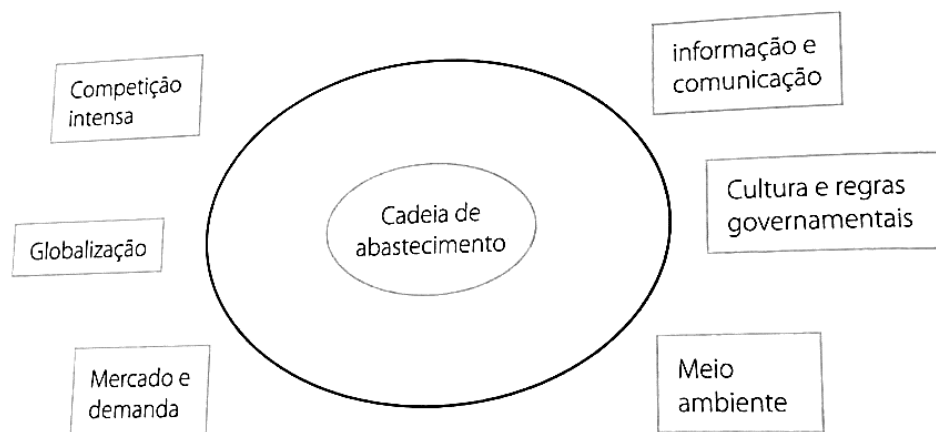 Competição
intensa
informação e
comunicação
Cadeia de
abastecimento
Cultura e regras
governamentais
Globalização
Mercado e
demanda
Meio
ambiente